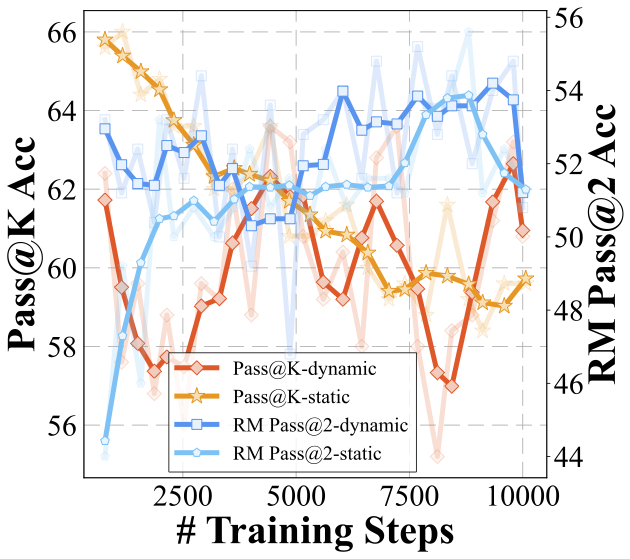 Pass@K Acc
66
64
62
60
58
56
56
54
52
50
48
46
44
RM Pass@2 Acc
Pass@K-dynamic
Pass@K-static
RM Pass@2-dynamic
RM Pass@2-static
2500
5000
7500
10000
# Training Steps